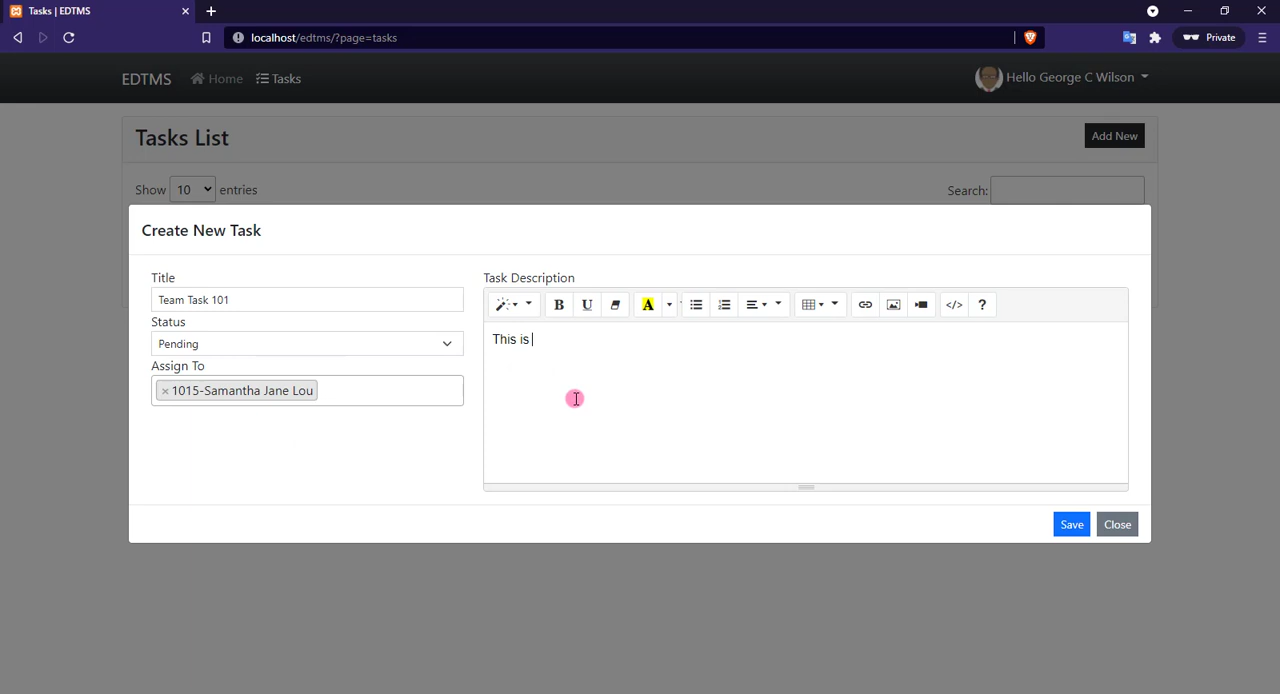 Tasks | EDTMS
localhost/edtms/?page=tasks
Private
EDTMS Home Tasks
Hello George C Wilson
Tasks List
Add New
Show 10 entries
Search:
Create New Task
Title
Team Task 101
Status
Pending
Assign To
× 1015-Samantha Jane Lou
Task Description
B U A </> ?
This is
Save Close